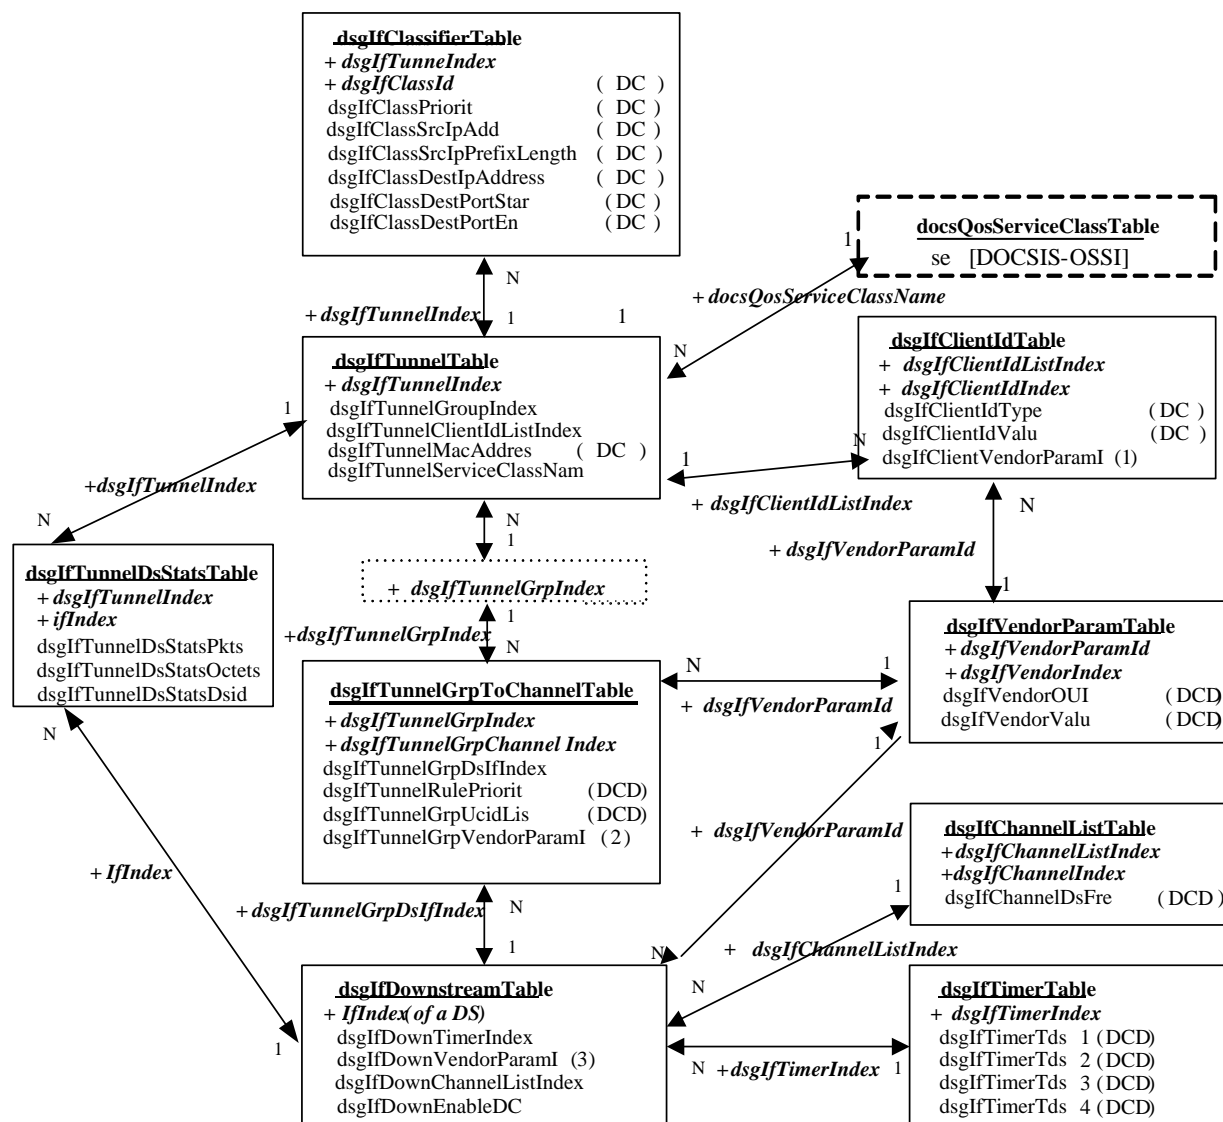 dsgIfClassifierTable
+ dsgIfTunneIndex
+ dsgIfClassId ( DC )
dsgIfClassPriorit ( DC )
dsgIfClassSrcIpAdd ( DC )
dsgIfClassSrcIpPrefixLength ( DC )
dsgIfClassDestIpAddress ( DC )
dsgIfClassDestPortStar ( DC )
dsgIfClassDestPortEn ( DC )
N
+ dsgIfTunnelIndex
1
1
docsQosServiceClassTable
se [DOCSIS-OSSI]
1
+ docsQosServiceClassName
N
dsgIfTunnelTable
+ dsgIfTunnelIndex
dsgIfTunnelGroupIndex
dsgIfTunnelClientIdListIndex
dsgIfTunnelMacAddres ( DC )
dsgIfTunnelServiceClassNam
dsgIfClientIdTable
+ dsgIfClientIdListIndex
+ dsgIfClientIdIndex
dsgIfClientIdType ( DC )
dsgIfClientIdValu ( DC )
dsgIfClientVendorParamI (1)
1
N
+ dsgIfClientIdListIndex
1
+dsgIfTunnelIndex
N
N
1
+ dsgIfTunnelGrpIndex
1
+dsgIfTunnelGrpIndex
N
N
+ dsgIfVendorParamId
1
dsgIfTunnelDsStatsTable
+ dsgIfTunnelIndex
+ ifIndex
dsgIfTunnelDsStatsPkts
dsgIfTunnelDsStatsOctets
dsgIfTunnelDsStatsDsid
dsgIfVendorParamTable
+ dsgIfVendorParamId
+ dsgIfVendorIndex
dsgIfVendorOUI (DCD)
dsgIfVendorValu (DCD)
dsgIfTunnelGrpToChannelTable
+ dsgIfTunnelGrpIndex
+ dsgIfTunnelGrpChannel Index
dsgIfTunnelGrpDsIfIndex
dsgIfTunnelRulePriorit (DCD)
dsgIfTunnelGrpUcidLis (DCD)
dsgIfTunnelGrpVendorParamI (2)
N
1
+ dsgIfVendorParamId
1
+ dsgIfVendorParamId
N
N
+ IfIndex
1
+ dsgIfTunnelGrpDsIfIndex
N
1
dsgIfChannelListTable
+dsgIfChannelListIndex
+dsgIfChannelIndex
dsgIfChannelDsFre (DCD)
1
+ dsgIfChannelListIndex
N
dsgIfDownstreamTable
+ IfIndex(of a DS)
dsgIfDownTimerIndex
dsgIfDownVendorParamI (3)
dsgIfDownChannelListIndex
dsgIfDownEnableDC
N
+dsgIfTimerIndex
1
dsgIfTimerTable
+ dsgIfTimerIndex
dsgIfTimerTds 1 (DCD)
dsgIfTimerTds 2 (DCD)
dsgIfTimerTds 3 (DCD)
dsgIfTimerTds 4 (DCD)